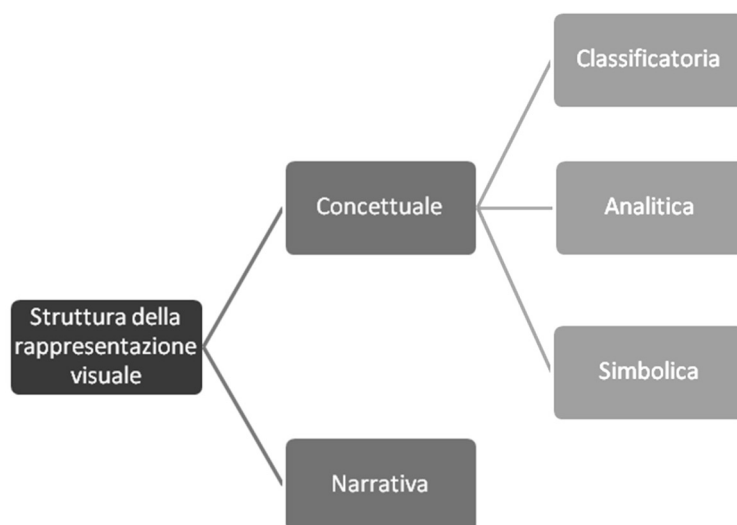 Classificatoria
Concettuale
Analitica
Struttura della
rappresentazione
visuale
Simbolica
Narrativa